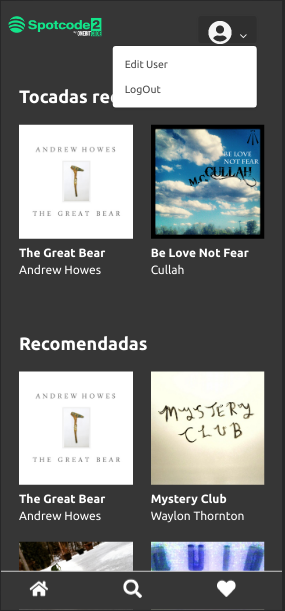 Spotcode2
Edit User
LogOut
Tocadas re
ANDREW HOWES
THE GREAT BEAR
BE LOVE
NOT FEAR
CULLAH
The Great Bear
Andrew Howes
Be Love Not Fear
Cullah
Recomendadas
ANDREW HOWES
THE GREAT BEAR
MYSTERY
CLUB
The Great Bear
Andrew Howes
Mystery Club
Waylon Thornton